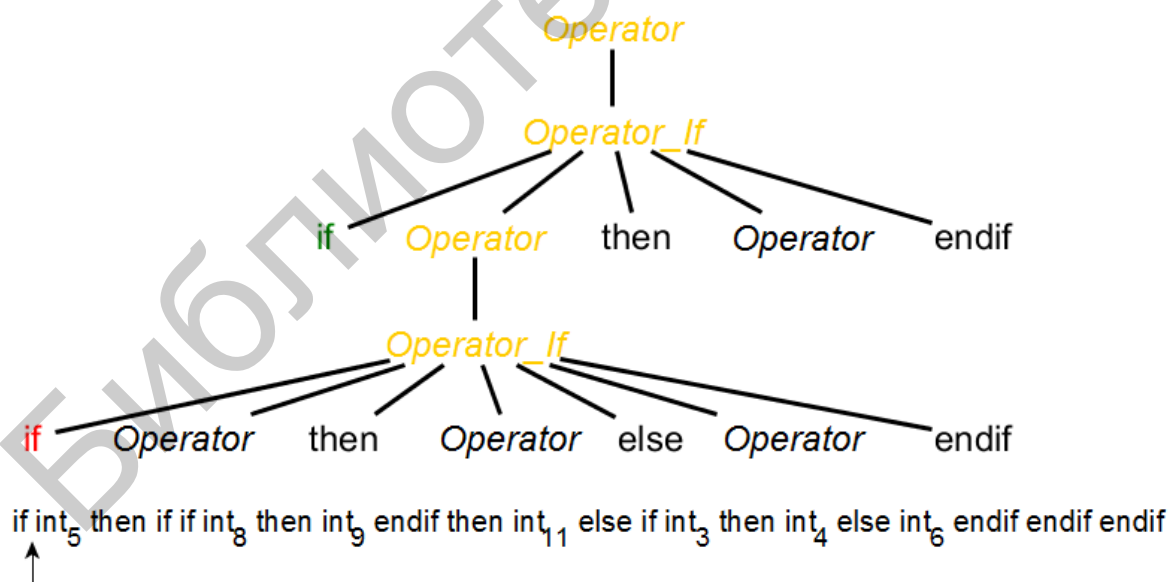 Operator
Operator_If
if Operator then Operator endif
Operator_If
if Operator then Operator else Operator endif
if int5 then if if int8 then int9 endif then int11 else if int3 then int4 else int6 endif endif endif
Библиоте